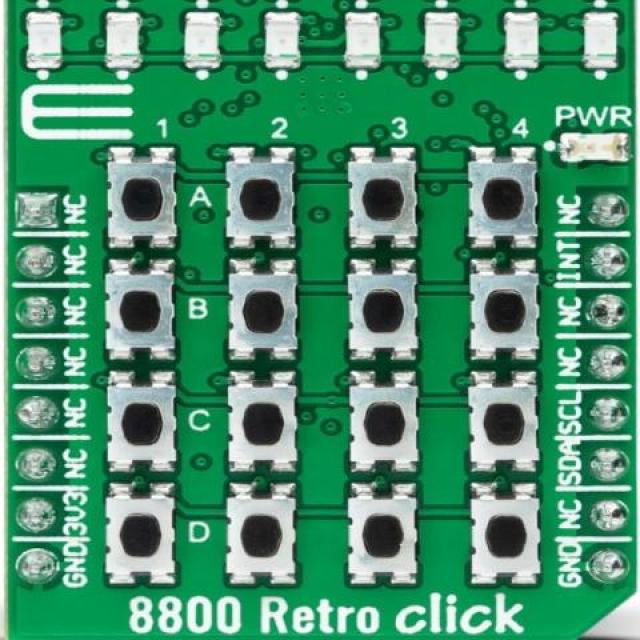 1 2 3 4 PWR
A
B
C
D
NC
NC
NC
NC
NC
NC
3V3
GND
NC
INT
NC
NC
SCL
SDA
NC
GND
8800 Retro click